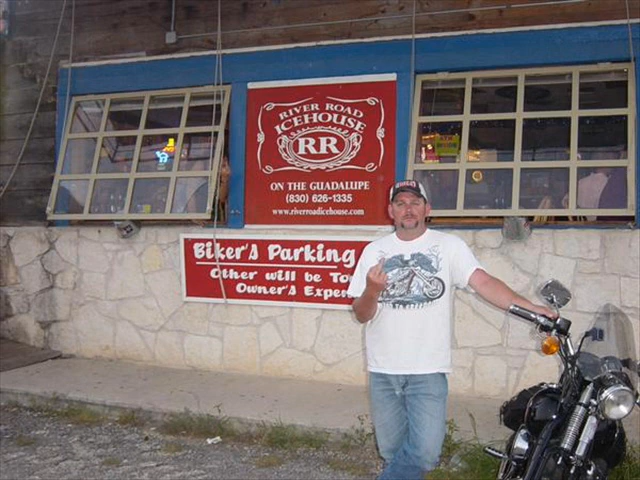 RIVER ROAD
ICEHOUSE
RR
ON THE GUADALUPE
(830) 626-1335
www.riverroadicehouse.com
Biker's Parking
Other will be To
Owner's Expen